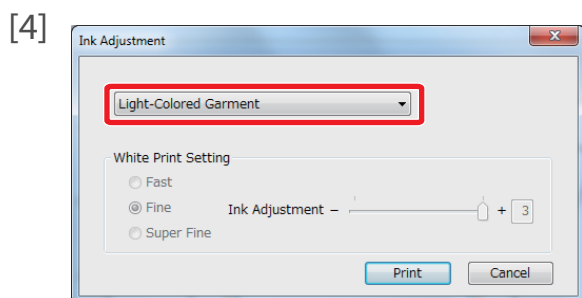 [4]
Ink Adjustment
Light-Colored Garment
White Print Setting
Fast
Fine
Ink Adjustment – + 3
Super Fine
Print Cancel